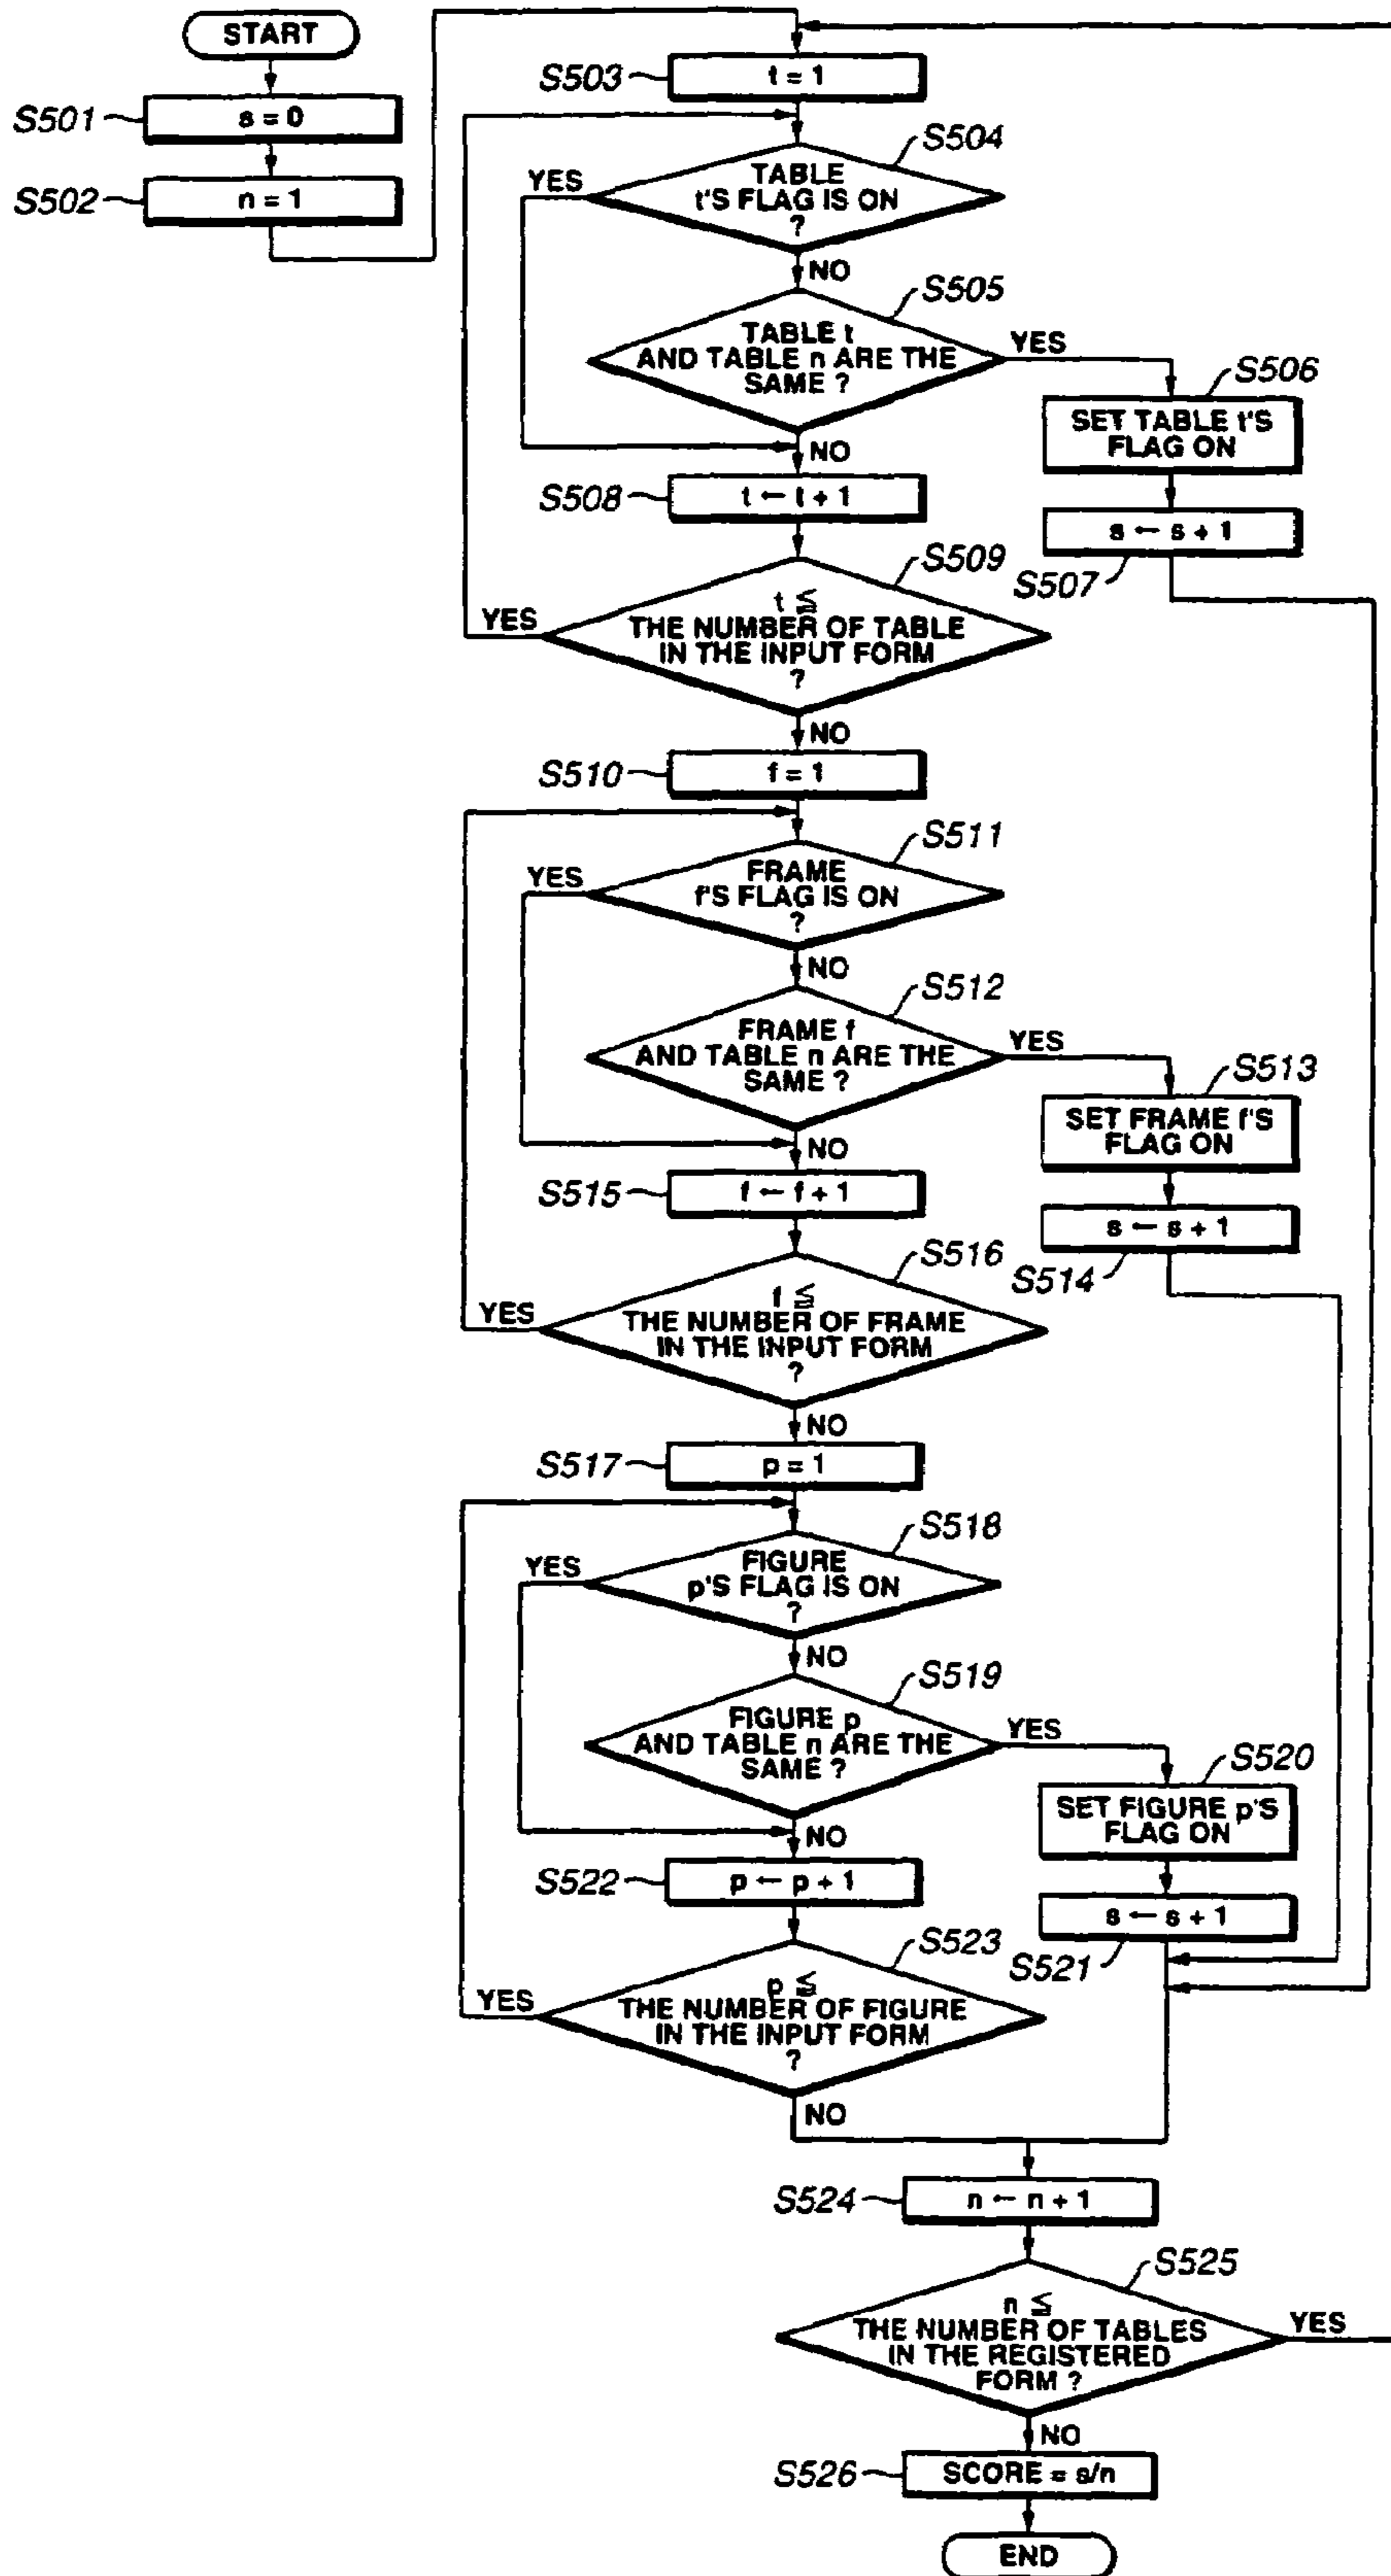 START
S501
s = 0
S502
n = 1
S503
t = 1
S504
TABLE
t'S FLAG IS ON
?
YES
NO
S505
TABLE t
AND TABLE n ARE THE
SAME ?
YES
S506
SET TABLE t'S
FLAG ON
NO
S508
t ← t + 1
s ← s + 1
S507
S509
t ≦
THE NUMBER OF TABLE
IN THE INPUT FORM
?
YES
NO
S510
f = 1
S511
FRAME
f'S FLAG IS ON
?
YES
NO
S512
FRAME f
AND TABLE n ARE THE
SAME ?
YES
S513
SET FRAME f'S
FLAG ON
NO
S515
f ← f + 1
s ← s + 1
S514
S516
f ≦
THE NUMBER OF FRAME
IN THE INPUT FORM
?
YES
NO
S517
p = 1
S518
FIGURE
p'S FLAG IS ON
?
YES
NO
S519
FIGURE p
AND TABLE n ARE THE
SAME ?
YES
S520
SET FIGURE p'S
FLAG ON
NO
S522
p ← p + 1
s ← s + 1
S521
S523
p ≦
THE NUMBER OF FIGURE
IN THE INPUT FORM
?
YES
NO
S524
n ← n + 1
S525
n ≦
THE NUMBER OF TABLES
IN THE REGISTERED
FORM ?
YES
NO
S526
SCORE = s/n
END